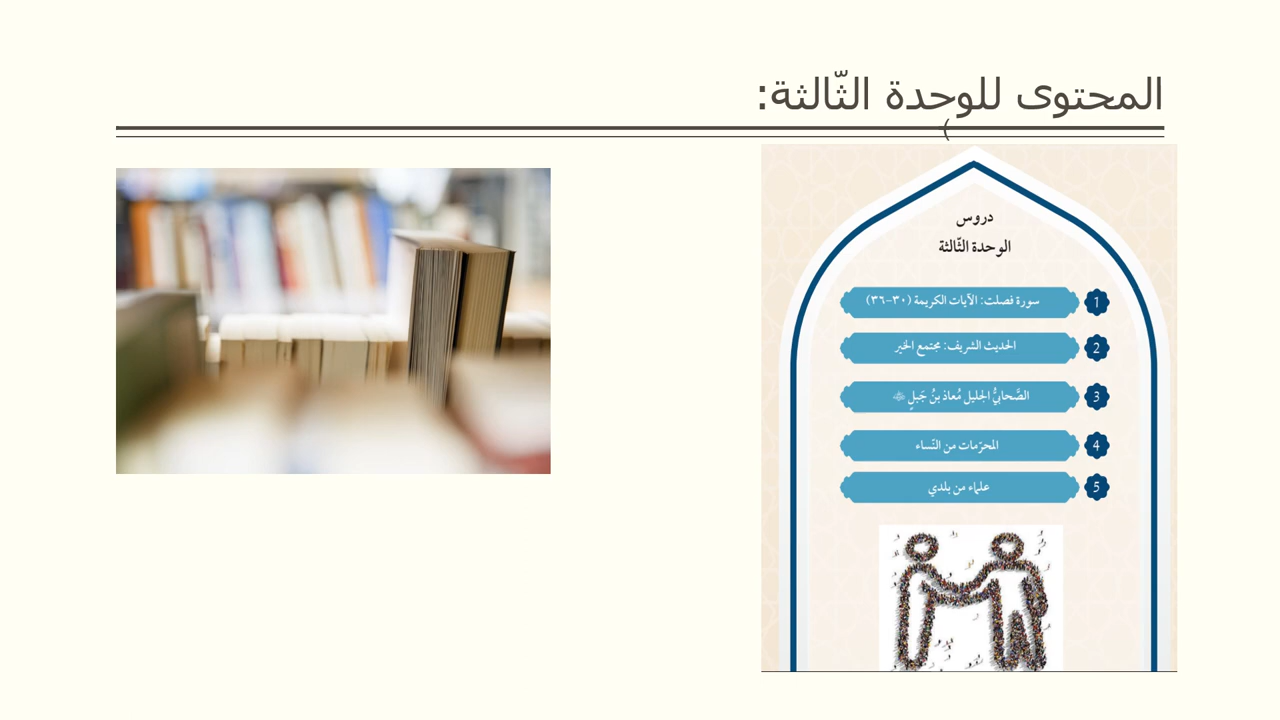 المحتوى للوحدة الثّالثة:
(
دروس
الوحدة الثّالثة
1 سورة فصلت: الآيات الكريمة (٣٠-٣٦)
2 الحديث الشريف: مجتمع الخير
3 الصَّحابيُّ الجليل مُعاذ بنُ جَبلٍ ﵁
4 المحرّمات من النّساء
5 علماء من بلدي